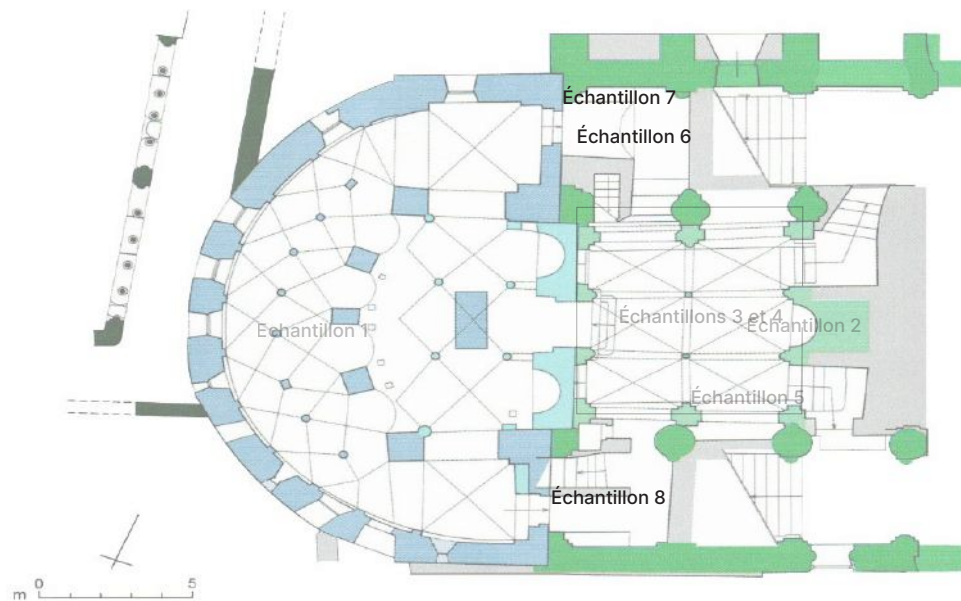 Échantillon 7
Échantillon 6
Échantillons 3 et 4
Échantillon 2
Échantillon 1
Échantillon 5
Échantillon 8
m 0 5